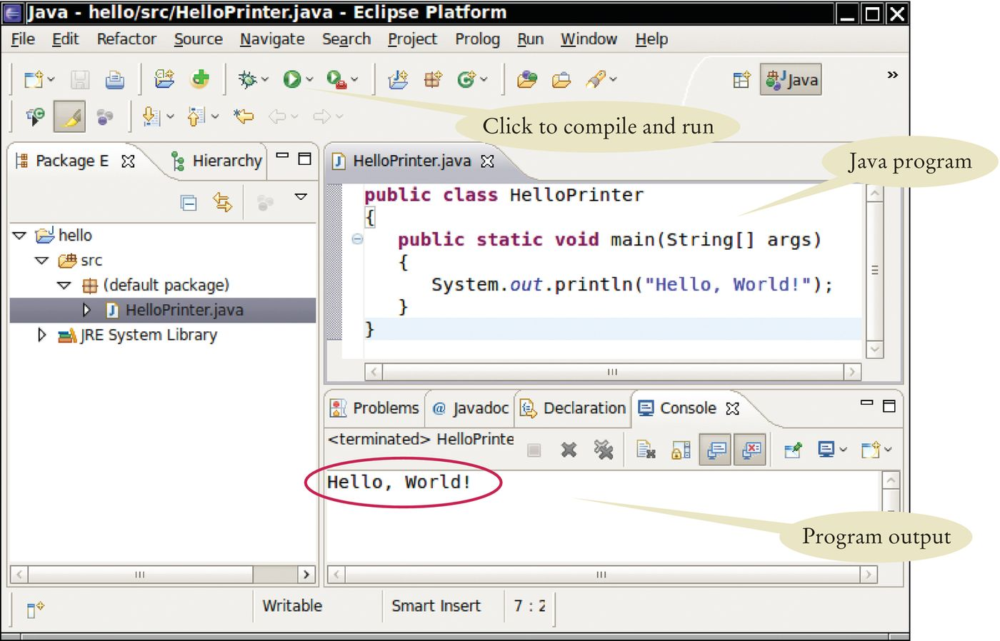 Java - hello/src/HelloPrinter.java - Eclipse Platform
File Edit Refactor Source Navigate Search Project Prolog Run Window Help
Java
»
Click to compile and run
Package E Hierarchy
hello
src
(default package)
HelloPrinter.java
JRE System Library
HelloPrinter.java
Java program
public class HelloPrinter
{
public static void main(String[] args)
{
System.out.println("Hello, World!");
}
}
Problems @ Javadoc Declaration Console
<terminated> HelloPrinte
Hello, World!
Program output
Writable Smart Insert 7 : 2